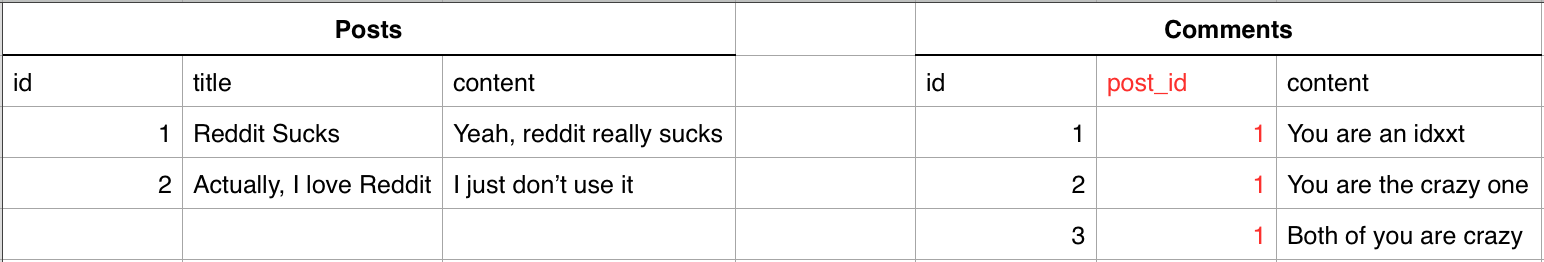 Posts Comments
id title content id post_id content
1 Reddit Sucks Yeah, reddit really sucks 1 1 You are an idxxt
2 Actually, I love Reddit I just don’t use it 2 1 You are the crazy one
3 1 Both of you are crazy